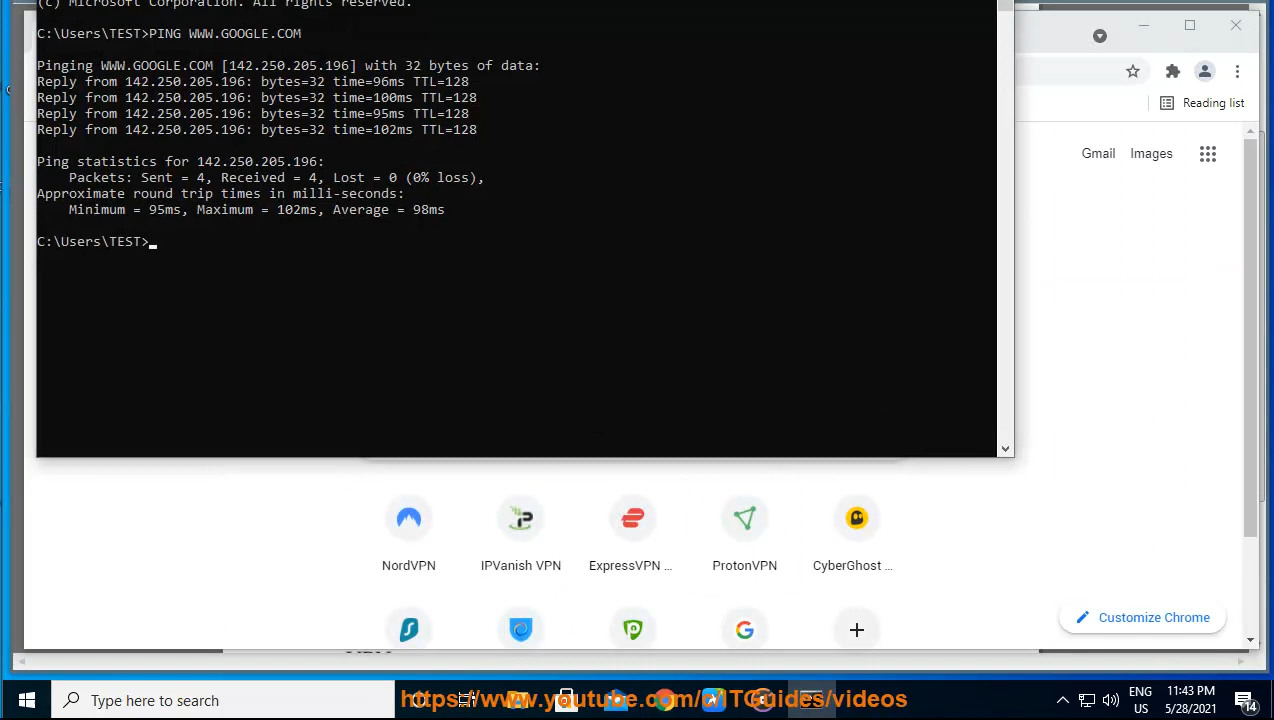 (c) Microsoft Corporation. All rights reserved.
C:\Users\TEST>PING WWW.GOOGLE.COM
Pinging WWW.GOOGLE.COM [142.250.205.196] with 32 bytes of data:
Reply from 142.250.205.196: bytes=32 time=96ms TTL=128
Reply from 142.250.205.196: bytes=32 time=100ms TTL=128
Reply from 142.250.205.196: bytes=32 time=95ms TTL=128
Reply from 142.250.205.196: bytes=32 time=102ms TTL=128
Ping statistics for 142.250.205.196:
Packets: Sent = 4, Received = 4, Lost = 0 (0% loss),
Approximate round trip times in milli-seconds:
Minimum = 95ms, Maximum = 102ms, Average = 98ms
C:\Users\TEST>
Reading list
Gmail Images
NordVPN IPVanish VPN ExpressVPN ... ProtonVPN CyberGhost ...
Customize Chrome
Type here to search
https://www.youtube.com/c/ITGuides/videos
ENG
US
11:43 PM
5/28/2021
14